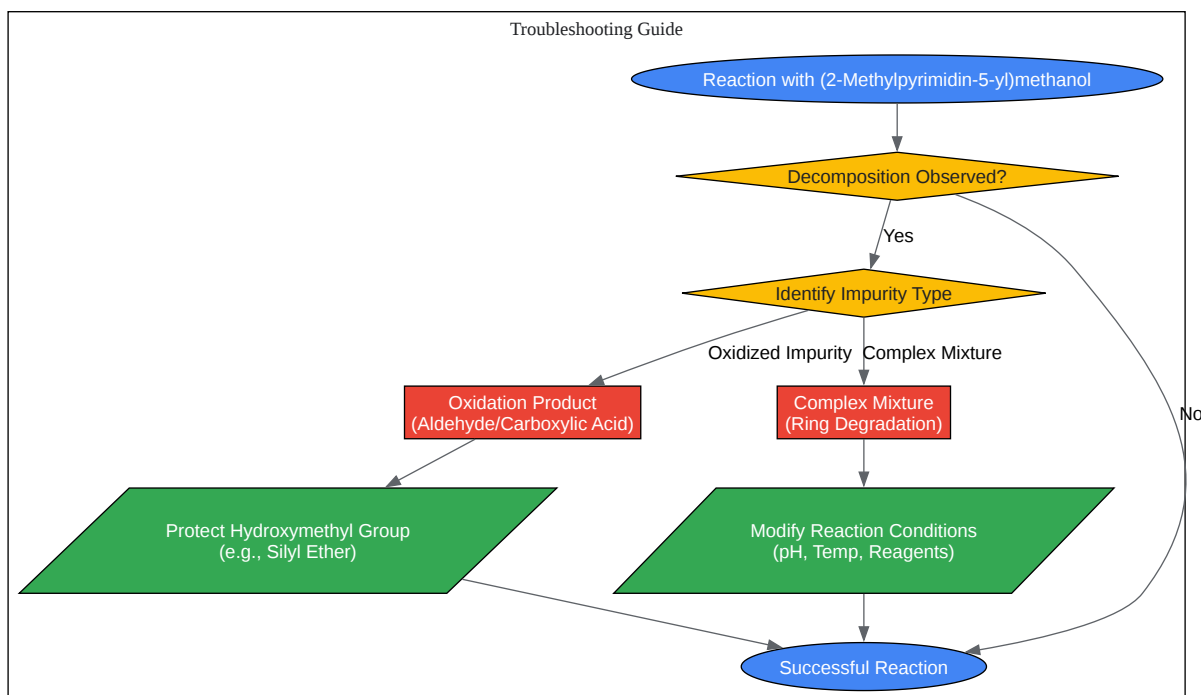 Troubleshooting Guide
Reaction with (2-Methylpyrimidin-5-yl)methanol
Decomposition Observed?
Yes
Identify Impurity Type
Oxidized Impurity
Complex Mixture
Oxidation Product
(Aldehyde/Carboxylic Acid)
Complex Mixture
(Ring Degradation)
No
Protect Hydroxymethyl Group
(e.g., Silyl Ether)
Modify Reaction Conditions
(pH, Temp, Reagents)
Successful Reaction